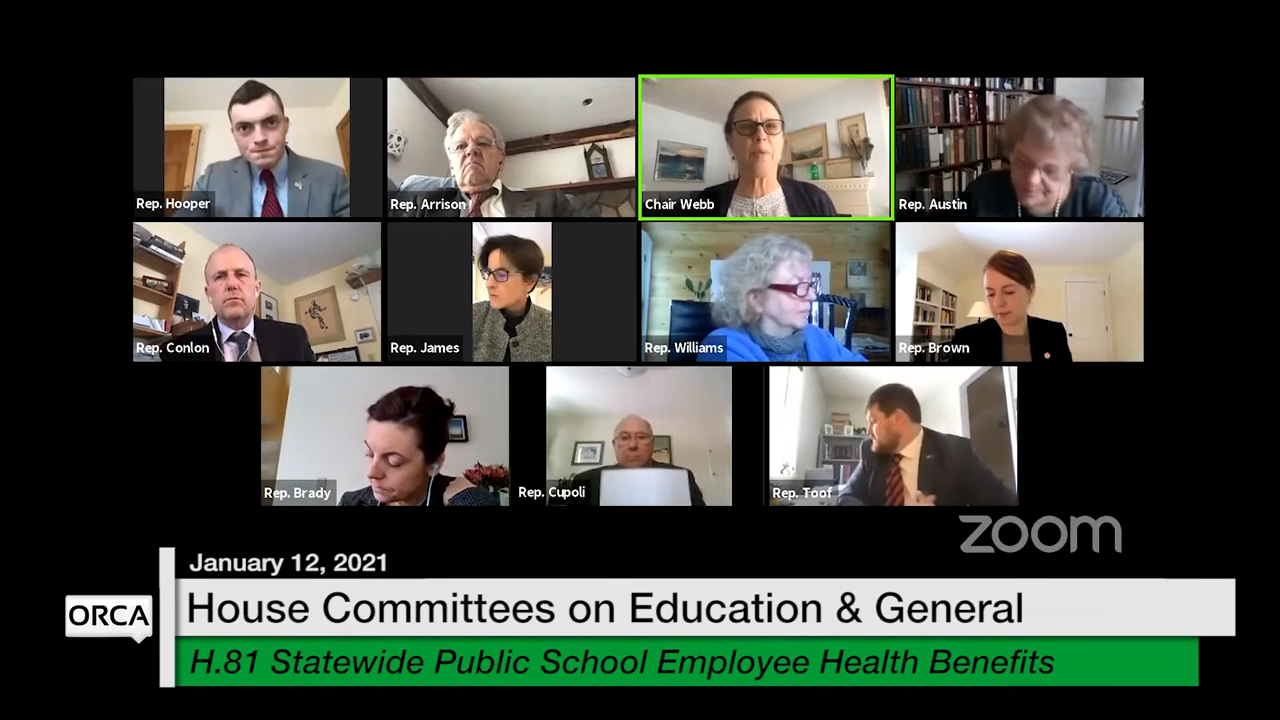 Rep. Hooper
Rep. Arrison
Chair Webb
Rep. Austin
Rep. Conlon
Rep. James
Rep. Williams
Rep. Brown
Rep. Brady
Rep. Cupoli
Rep. Toof
zoom
January 12, 2021
ORCA
House Committees on Education & General
H.81 Statewide Public School Employee Health Benefits